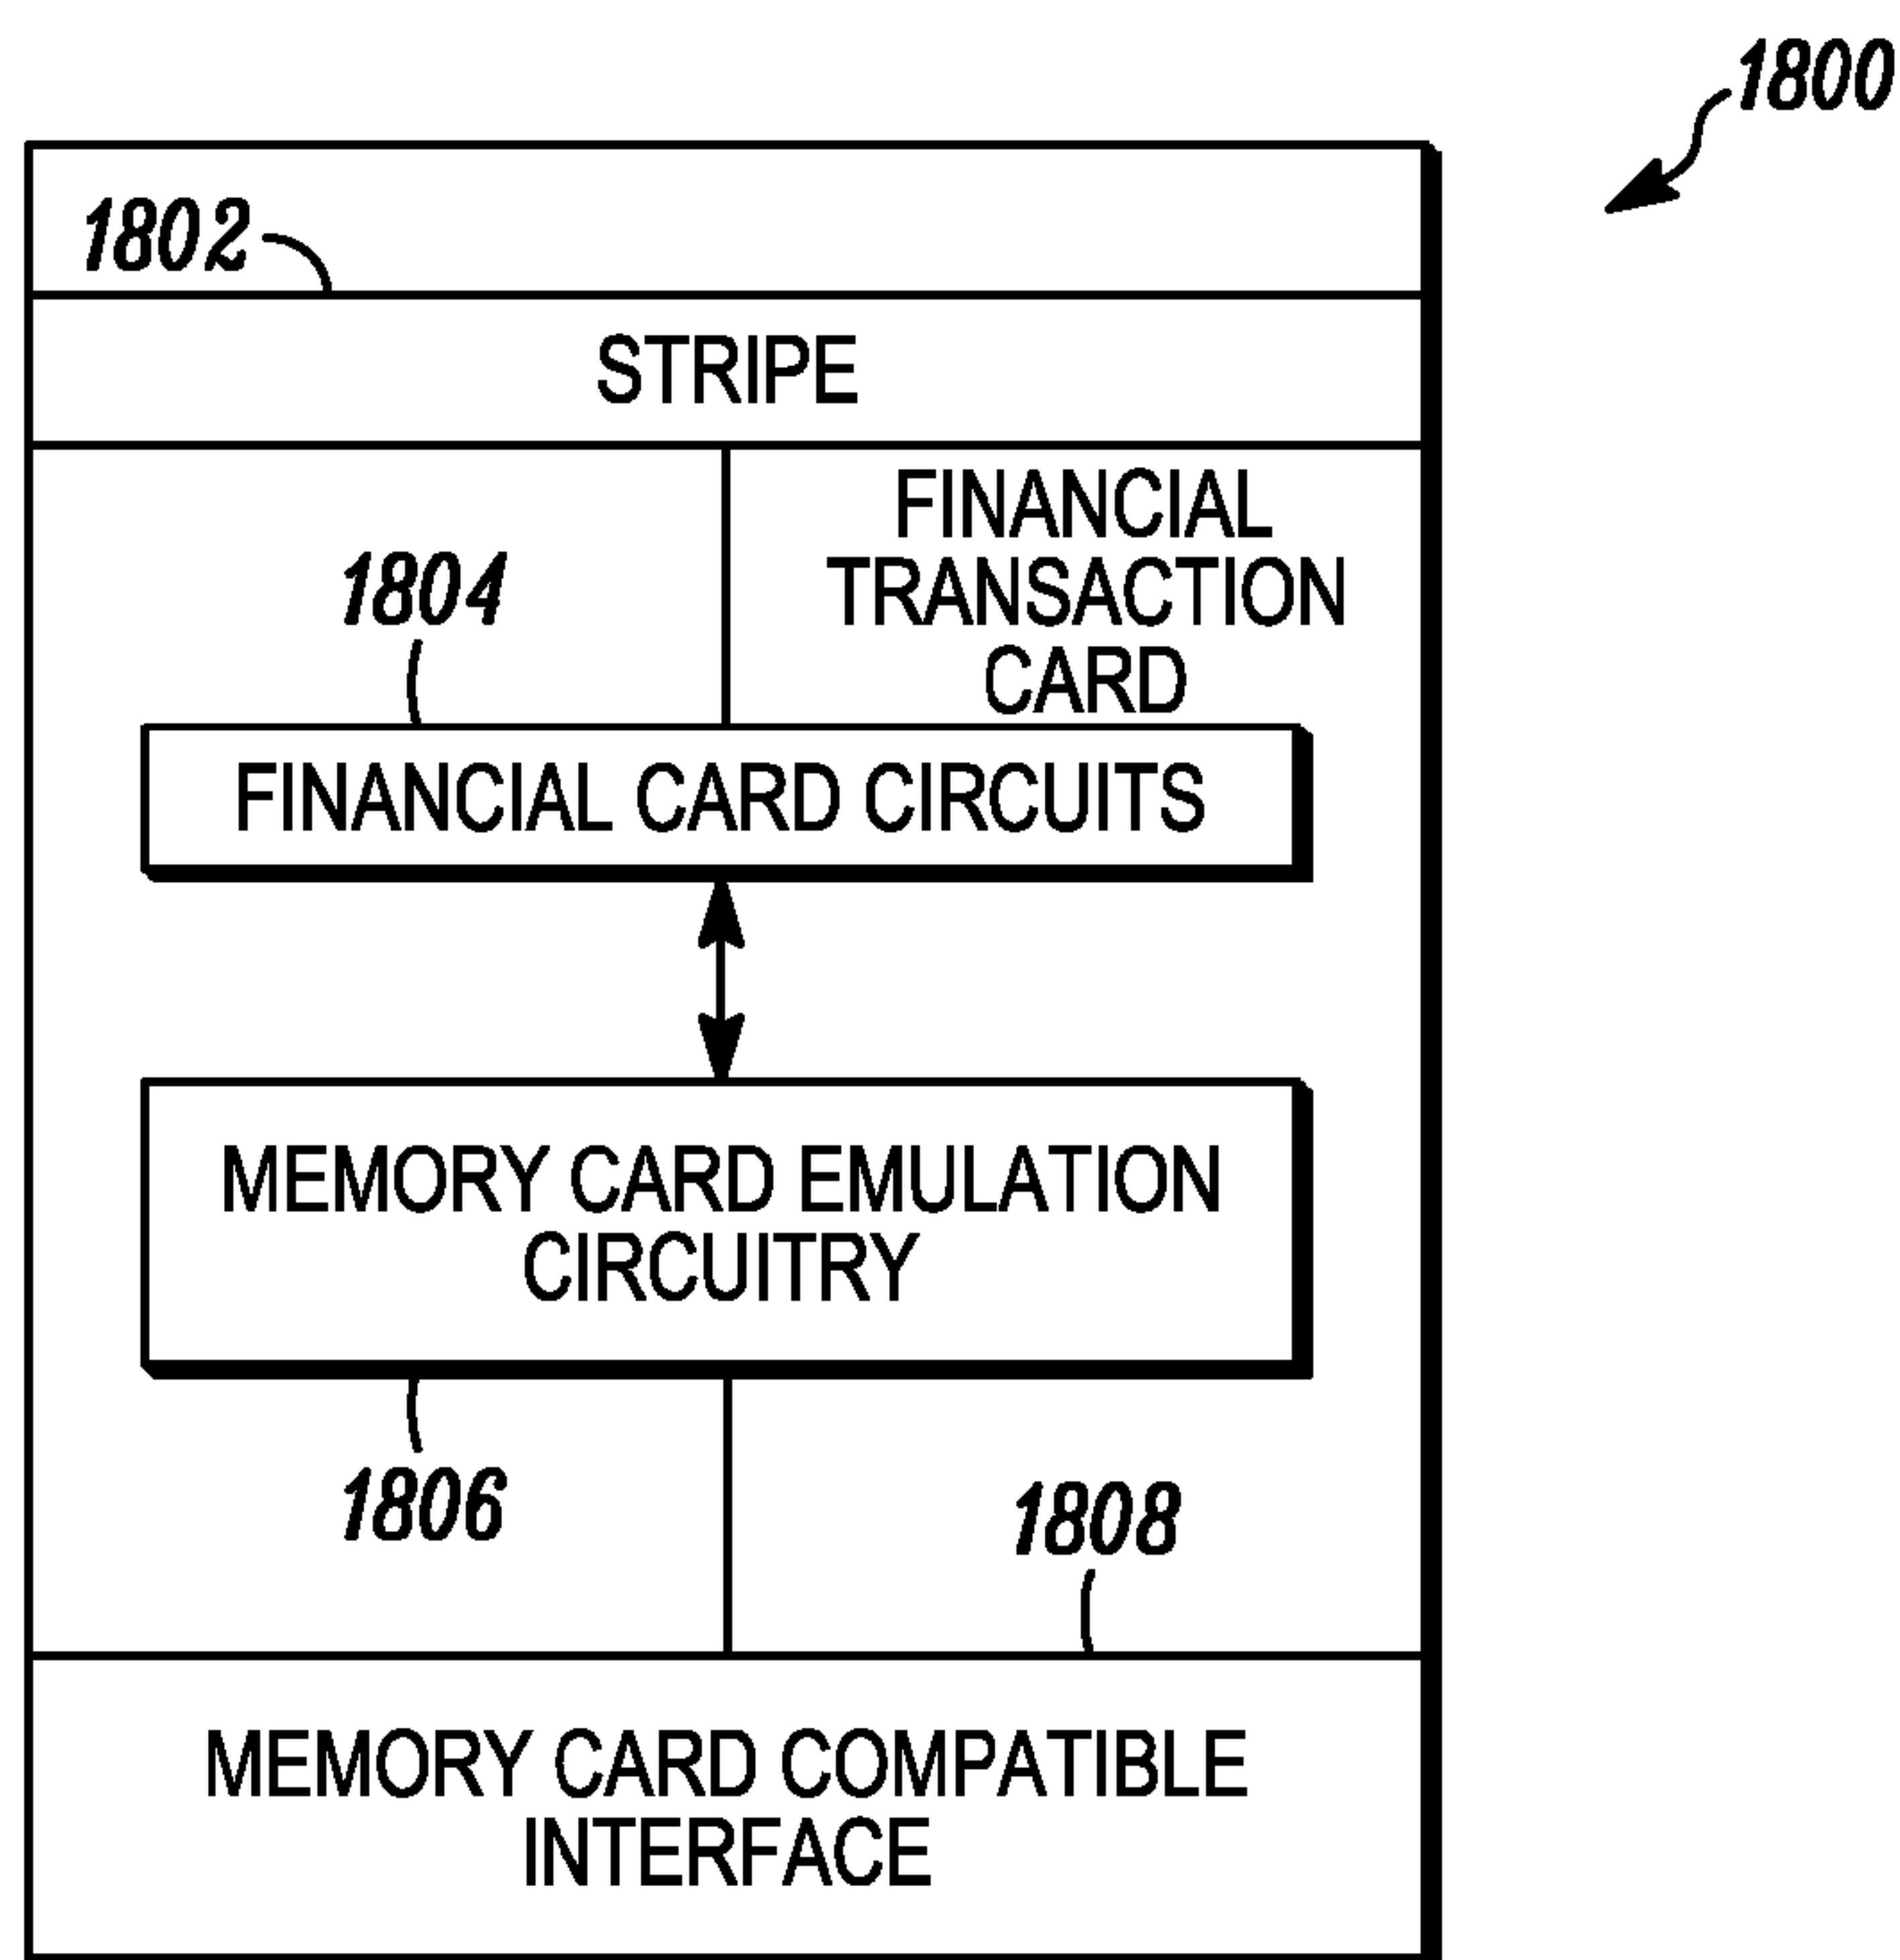 1800
1802
STRIPE
FINANCIAL
TRANSACTION
CARD
1804
FINANCIAL CARD CIRCUITS
MEMORY CARD EMULATION
CIRCUITRY
1806
1808
MEMORY CARD COMPATIBLE
INTERFACE